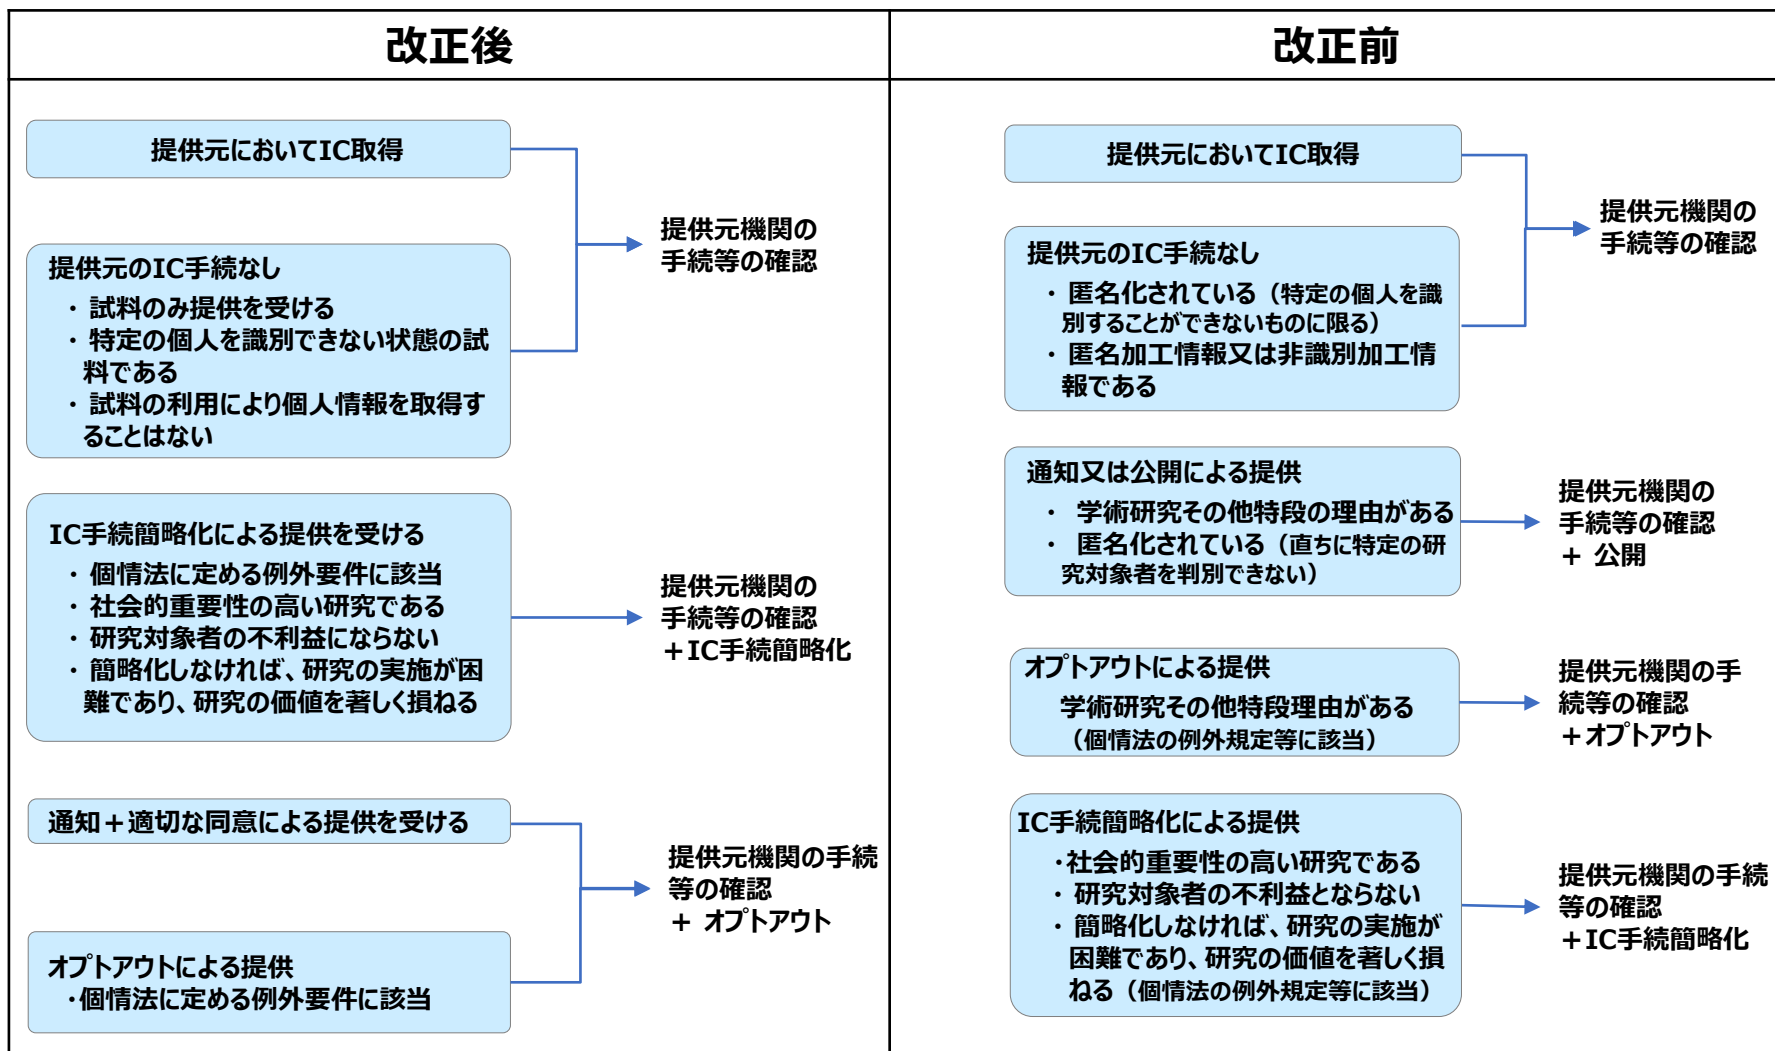 改正後
提供元においてIC取得
提供元のIC手続なし
・ 試料のみ提供を受ける
・ 特定の個人を識別できない状態の試
料である
・ 試料の利用により個人情報を取得す
ることはない
提供元機関の
手続等の確認
IC手続簡略化による提供を受ける
・ 個情法に定める例外要件に該当
・ 社会的重要性の高い研究である
・ 研究対象者の不利益にならない
・ 簡略化しなければ、研究の実施が困
難であり、研究の価値を著しく損ねる
提供元機関の
手続等の確認
＋IC手続簡略化
通知＋適切な同意による提供を受ける
オプトアウトによる提供
・個情法に定める例外要件に該当
提供元機関の手続
等の確認
+ オプトアウト
改正前
提供元においてIC取得
提供元のIC手続なし
・ 匿名化されている（特定の個人を識
別することができないものに限る）
・ 匿名加工情報又は非識別加工情
報である
提供元機関の
手続等の確認
通知又は公開による提供
・ 学術研究その他特段の理由がある
・ 匿名化されている（直ちに特定の研
究対象者を判別できない）
提供元機関の
手続等の確認
+ 公開
オプトアウトによる提供
学術研究その他特段理由がある
（個情法の例外規定等に該当）
提供元機関の手
続等の確認
＋オプトアウト
IC手続簡略化による提供
・社会的重要性の高い研究である
・ 研究対象者の不利益とならない
・ 簡略化しなければ、研究の実施が
困難であり、研究の価値を著しく損
ねる（個情法の例外規定等に該当）
提供元機関の手続
等の確認
＋IC手続簡略化